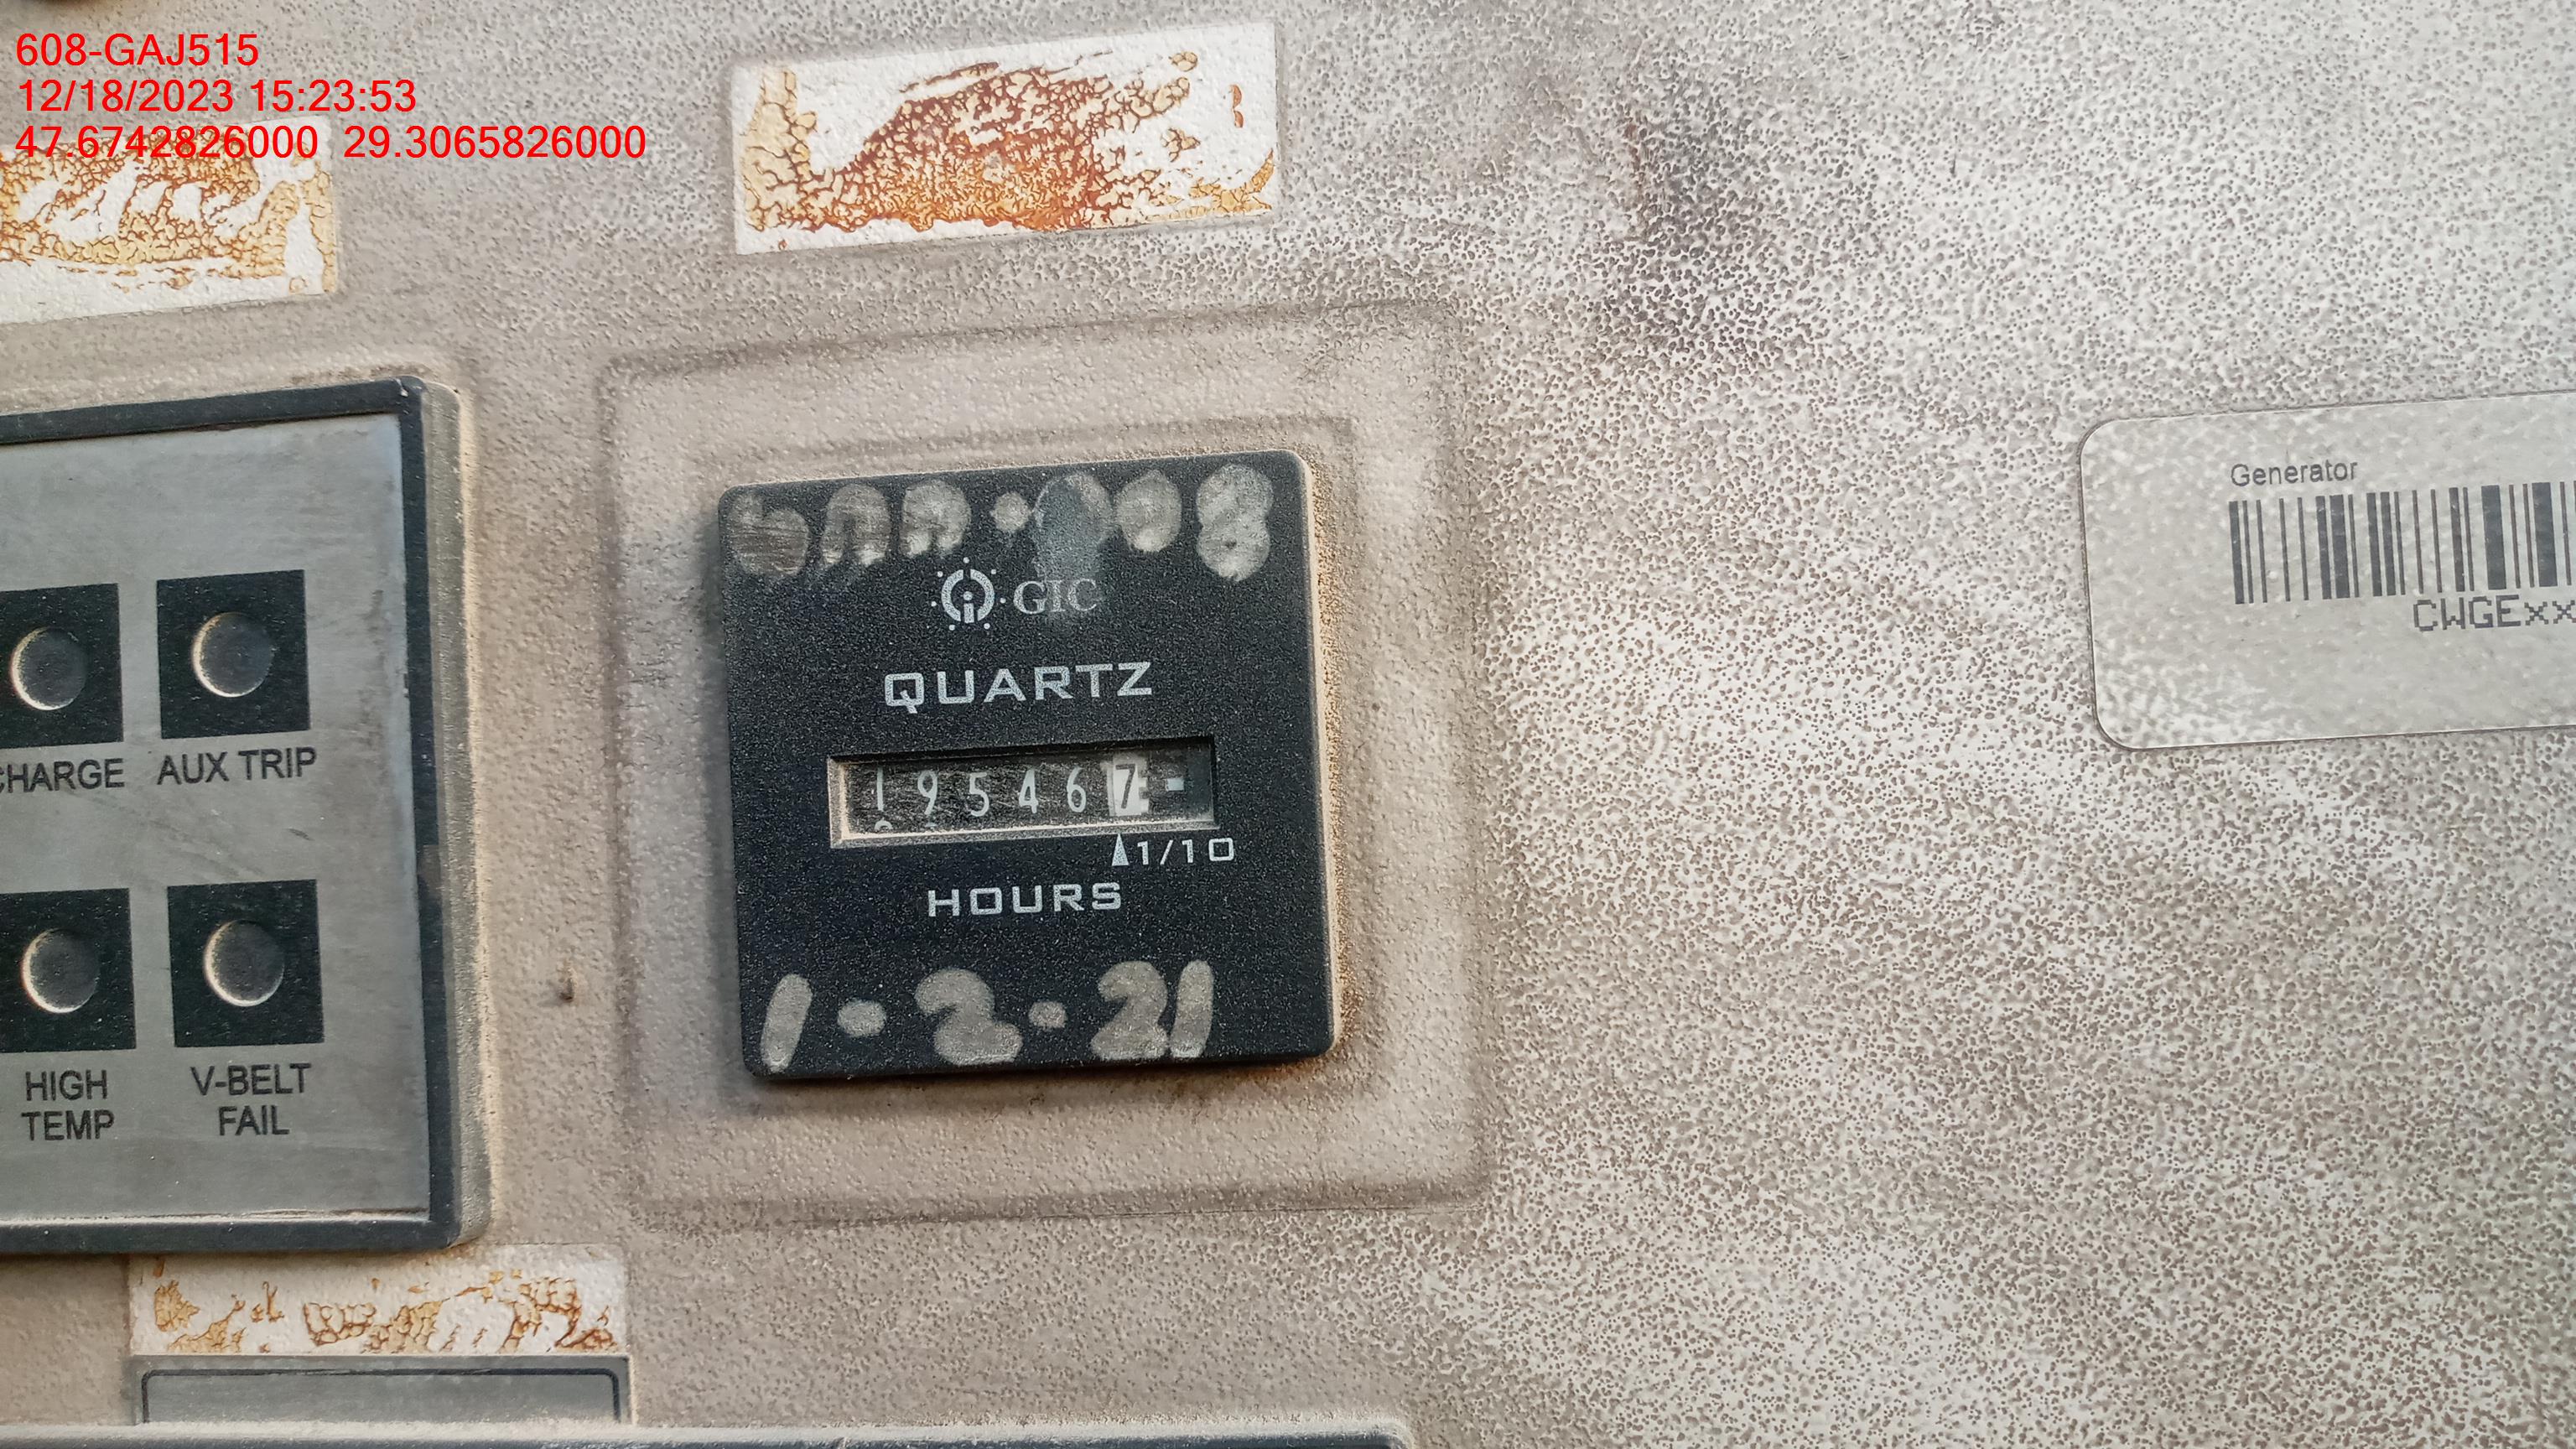 608-GAJ515
12/18/2023 15:23:53
47.6742826000 29.3065826000
Generator
CWGExx
GIC
QUARTZ
195467
1/10
HOURS
1-2-21
CHARGE
AUX TRIP
HIGH
TEMP
V-BELT
FAIL